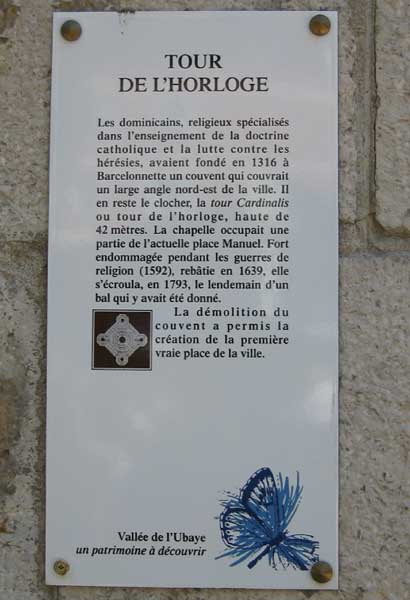 TOUR
DE L'HORLOGE
Les dominicains, religieux spécialisés
dans l'enseignement de la doctrine
catholique et la lutte contre les
hérésies, avaient fondé en 1316 à
Barcelonnette un couvent qui couvrait
un large angle nord-est de la ville. Il
en reste le clocher, la tour Cardinalis
ou tour de l'horloge, haute de
42 mètres. La chapelle occupait une
partie de l'actuelle place Manuel. Fort
endommagée pendant les guerres de
religion (1592), rebâtie en 1639, elle
s'écroula, en 1793, le lendemain d'un
bal qui y avait été donné.
La démolition du
couvent a permis la
création de la première
vraie place de la ville.
Vallée de l'Ubaye
un patrimoine à découvrir